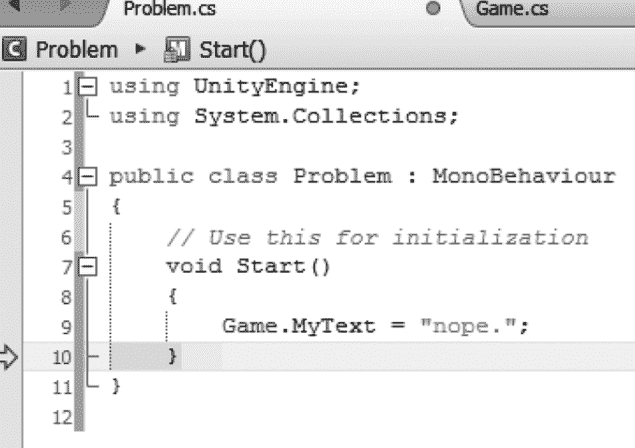 Problem.cs Game.cs
Problem Start()
1 using UnityEngine;
2 using System.Collections;
3
4 public class Problem : MonoBehaviour
5 {
6 // Use this for initialization
7 void Start()
8 {
9 Game.MyText = "nope.";
10 }
11 }
12